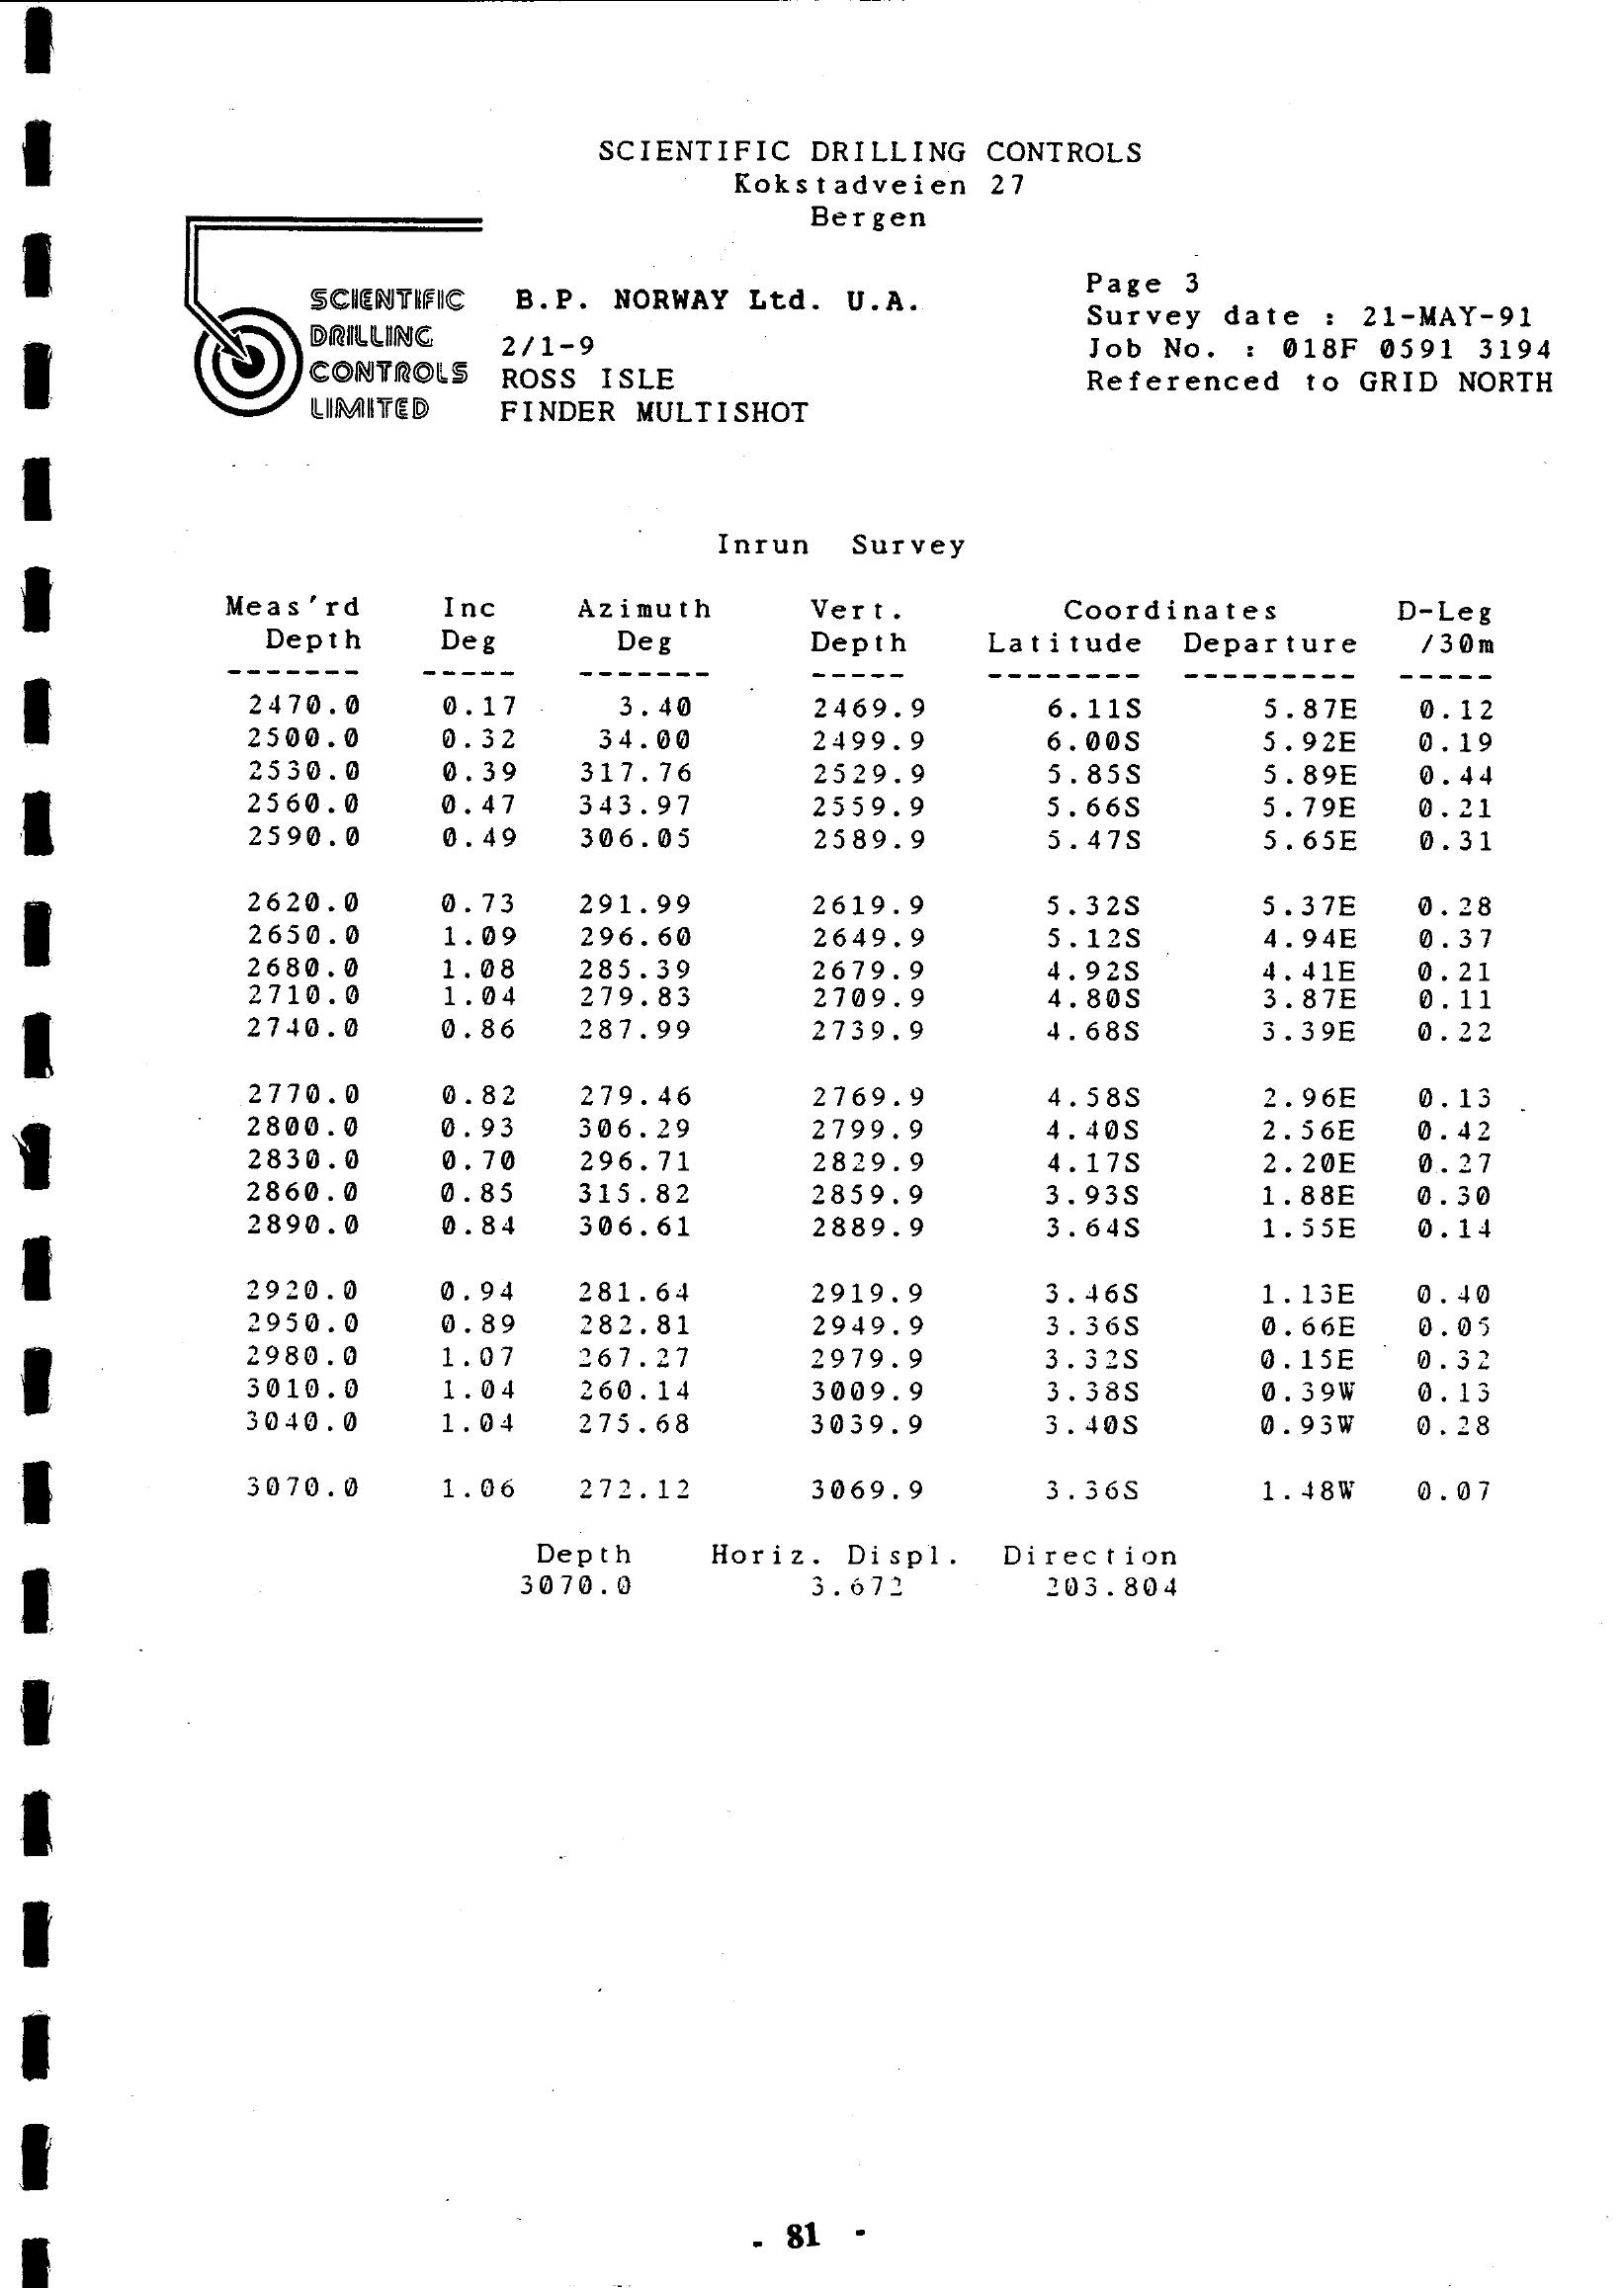 SCIENTIFIC DRILLING CONTROLS
Kokstadveien 27
Bergen
SCIENTIFIC
DRILLING
CONTROLS
LIMITED
B.P. NORWAY Ltd. U.A.
2/1-9
ROSS ISLE
FINDER MULTISHOT
Page 3
Survey date : 21-MAY-91
Job No. : 018F 0591 3194
Referenced to GRID NORTH
Inrun Survey
Meas'rd Inc Azimuth Vert. Coordinates D-Leg
Depth Deg Deg Depth Latitude Departure /30m
------- ----- ------- ----- -------- --------- -----
2470.0 0.17 3.40 2469.9 6.11S 5.87E 0.12
2500.0 0.32 34.00 2499.9 6.00S 5.92E 0.19
2530.0 0.39 317.76 2529.9 5.85S 5.89E 0.44
2560.0 0.47 343.97 2559.9 5.66S 5.79E 0.21
2590.0 0.49 306.05 2589.9 5.47S 5.65E 0.31
2620.0 0.73 291.99 2619.9 5.32S 5.37E 0.28
2650.0 1.09 296.60 2649.9 5.12S 4.94E 0.37
2680.0 1.08 285.39 2679.9 4.92S 4.41E 0.21
2710.0 1.04 279.83 2709.9 4.80S 3.87E 0.11
2740.0 0.86 287.99 2739.9 4.68S 3.39E 0.22
2770.0 0.82 279.46 2769.9 4.58S 2.96E 0.13
2800.0 0.93 306.29 2799.9 4.40S 2.56E 0.42
2830.0 0.70 296.71 2829.9 4.17S 2.20E 0.27
2860.0 0.85 315.82 2859.9 3.93S 1.88E 0.30
2890.0 0.84 306.61 2889.9 3.64S 1.55E 0.14
2920.0 0.94 281.64 2919.9 3.46S 1.13E 0.40
2950.0 0.89 282.81 2949.9 3.36S 0.66E 0.05
2980.0 1.07 267.27 2979.9 3.32S 0.15E 0.32
3010.0 1.04 260.14 3009.9 3.38S 0.39W 0.13
3040.0 1.04 275.68 3039.9 3.40S 0.93W 0.28
3070.0 1.06 272.12 3069.9 3.36S 1.48W 0.07
Depth Horiz. Displ. Direction
3070.0 3.672 203.804
- 81 -